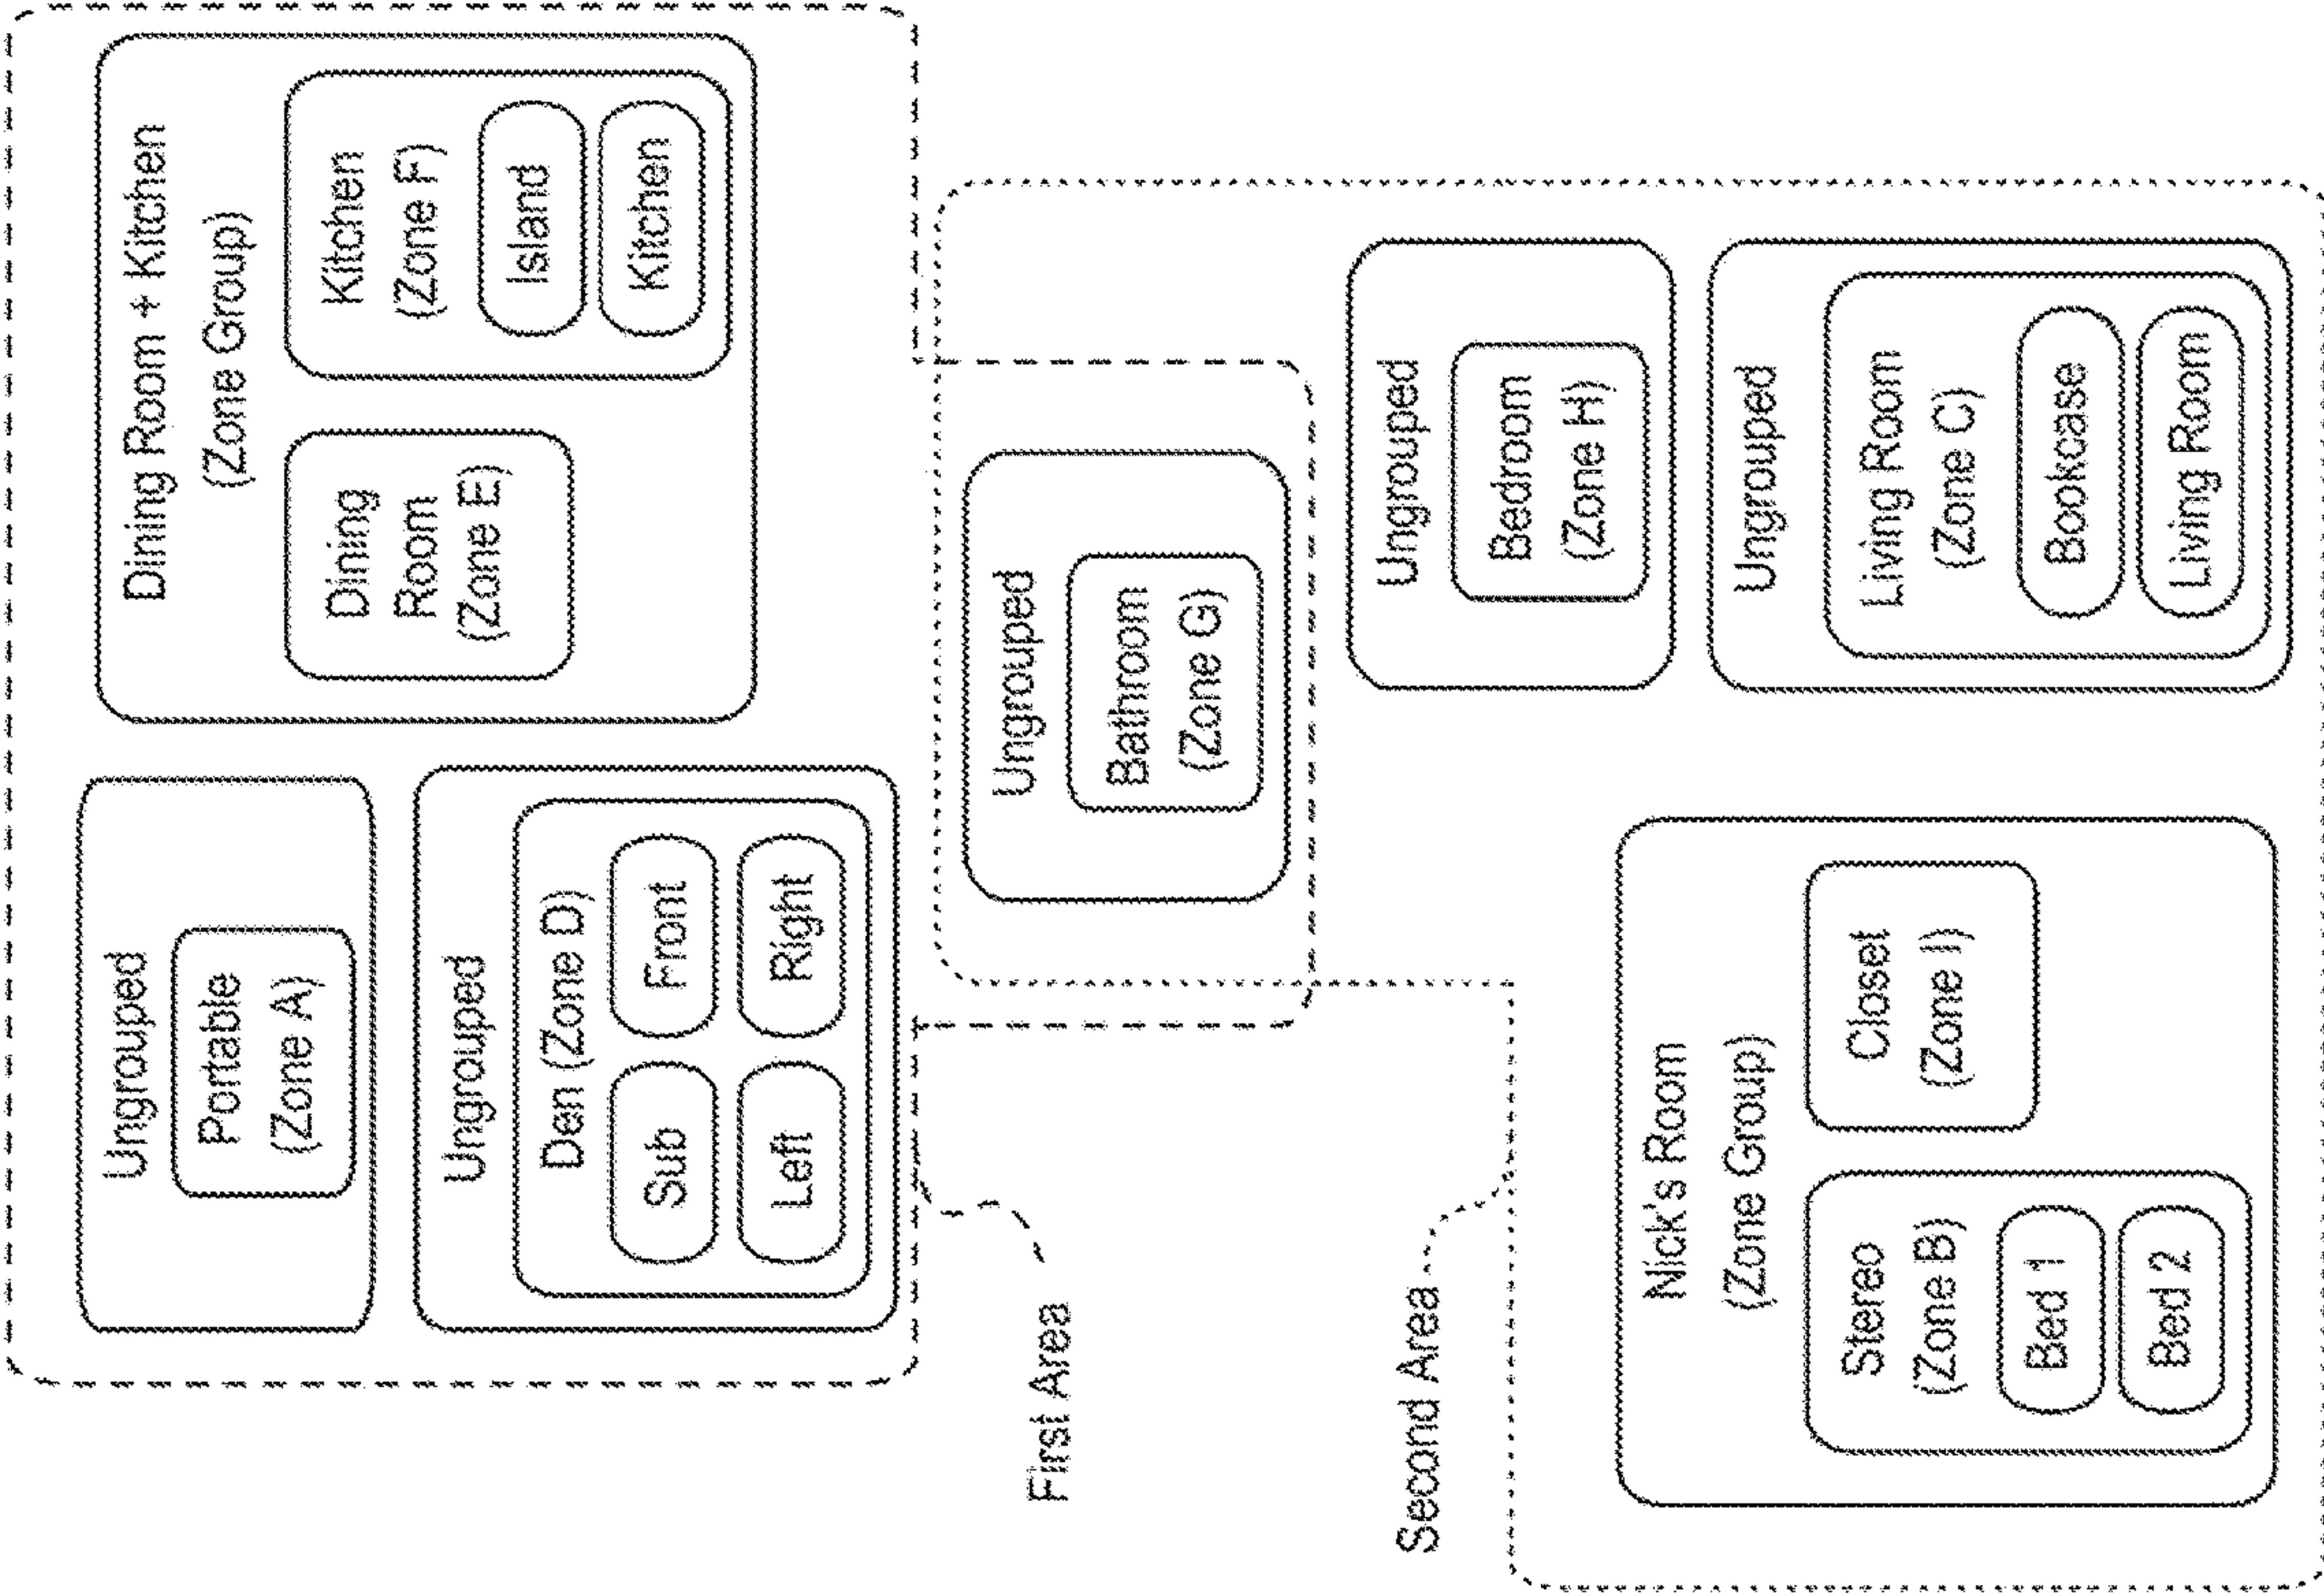 Ungrouped
Portable
(Zone A)
Ungrouped
Den (Zone D)
Sub
Front
Left
Right
Dining Room + Kitchen
(Zone Group)
Dining
Room
(Zone E)
Kitchen
(Zone F)
Island
Kitchen
First Area
Ungrouped
Bathroom
(Zone G)
Second Area
Ungrouped
Bedroom
(Zone H)
Nick's Room
(Zone Group)
Stereo
(Zone B)
Bed 1
Bed 2
Closet
(Zone I)
Ungrouped
Living Room
(Zone C)
Bookcase
Living Room